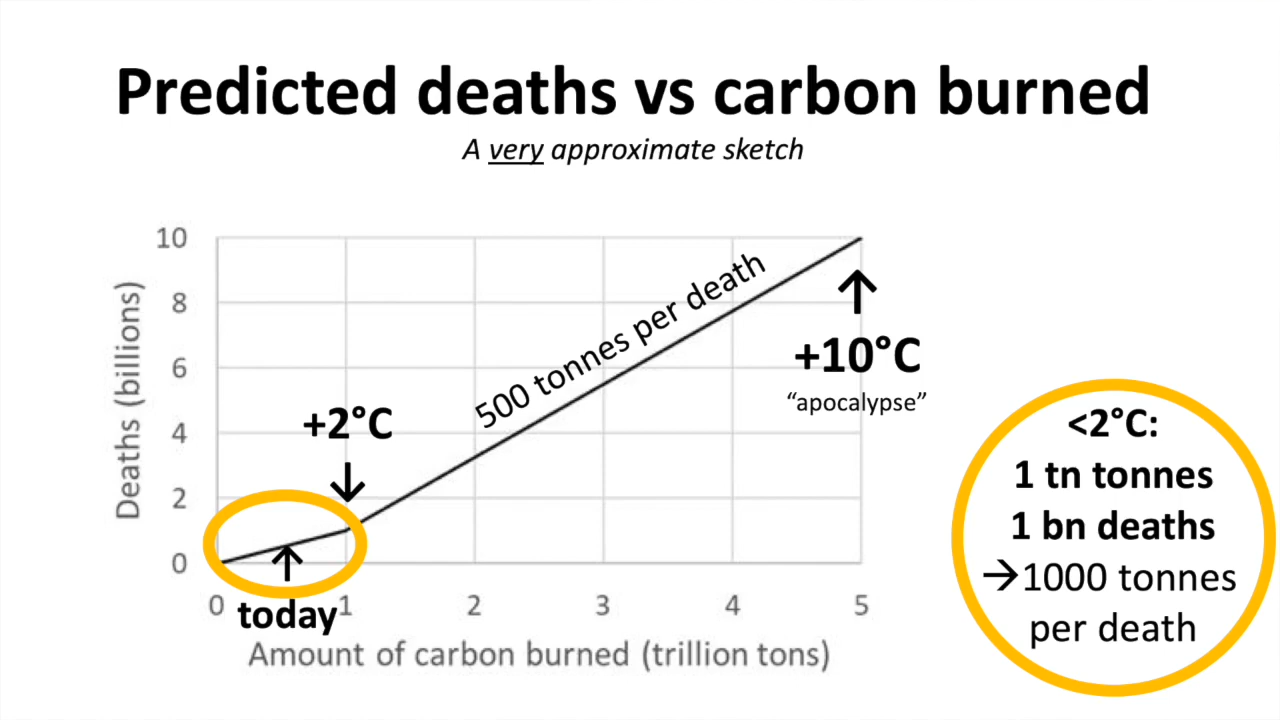 Predicted deaths vs carbon burned
A very approximate sketch
10
8
6
4
2
0
Deaths (billions)
500 tonnes per death
+2°C
+10°C
“apocalypse”
today
0 1 2 3 4 5
Amount of carbon burned (trillion tons)
<2°C:
1 tn tonnes
1 bn deaths
→1000 tonnes
per death